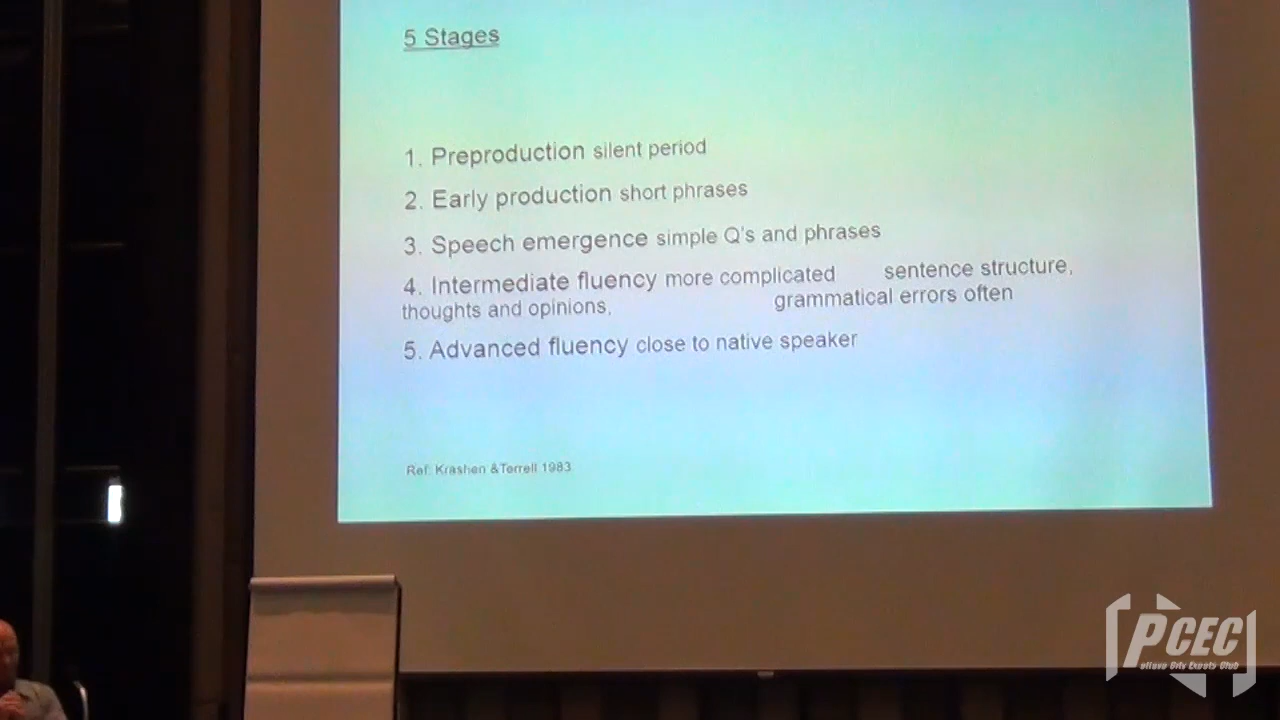 5 Stages
1. Preproduction silent period
2. Early production short phrases
3. Speech emergence simple Q's and phrases
4. Intermediate fluency more complicated sentence structure,
thoughts and opinions, grammatical errors often
5. Advanced fluency close to native speaker
Ref: Krashen &Terrell 1983
PCEC